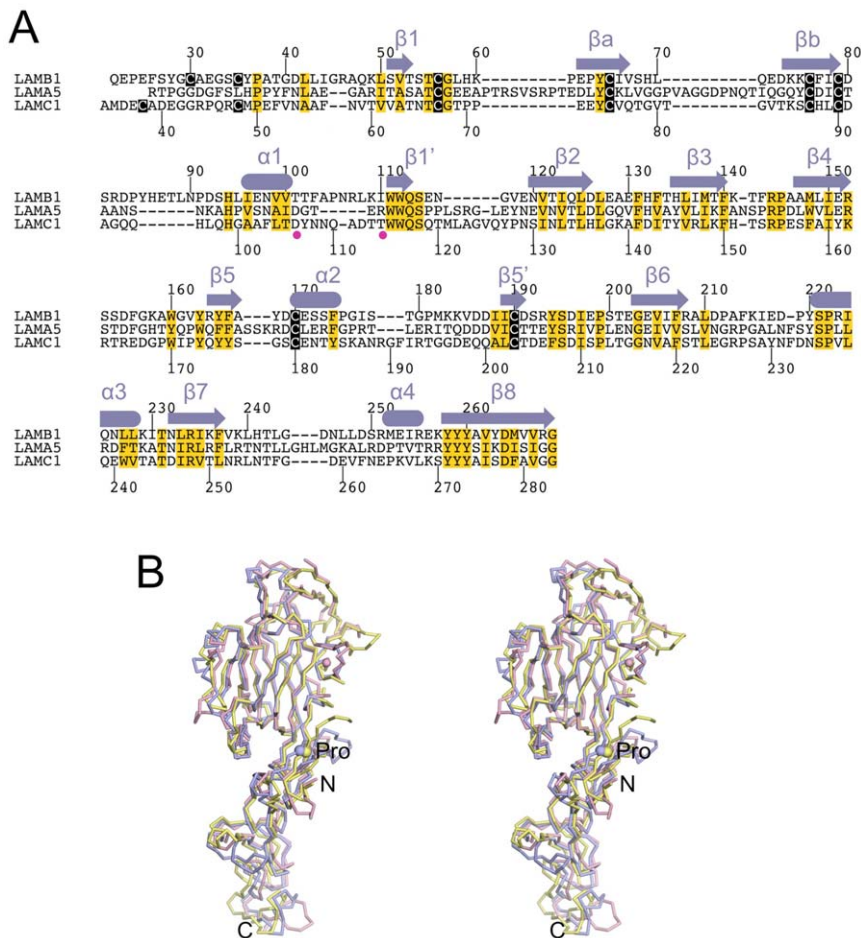 A
β1 βa βb
30 40 50 60 70 80
LAMB1 QEPEFSYGCAEGSCYPATGDLLIGRAQKLSVTSTCGLHK----------PEPYCIVSHL------QEDKKCFICD
LAMA5 RTPGGDGFSLHPPYFNLAE--GARITASATCGEEAPTRSVSRPTEDLYCKLVGGPVAGGDPNQTIQGQYCDICT
LAMC1 AMDECADEGGRPQRCMPEFVNAAF--NVTVVATNTCGTPP----------EEYCVQTGVT------GVTKSCHLCD
40 50 60 70 80 90
α1 β1' β2 β3 β4
90 100 110 120 130 140 150
LAMB1 SRDPYHETLNPDSHLIENVVTTFAPNRLKIWWQSEN----GVENVTIQLDLEAEFHFTHLIMTFK-TFRPAAMLIER
LAMA5 AANS-----NKAHPVSNAIDGT---ERWWQSPPLSRG-LEYNEVNVTLDLGQVFHVAYVLIKFANSPRPDLWVLER
LAMC1 AGQQ-----HLQHGAAFLTDYNNQ-ADTTWWQSQTMLAGVQYPNSINLTLHLGKAFDITYVRLKFH-TSRPESFAIYK
100 110 120 130 140 150 160
β5 α2 β5' β6
160 170 180 190 200 210 220
LAMB1 SSDFGKAWGVYRYFA---YDCESSFPGIS---TGPMKKVDDIICDSRYSDIEPSTEGEVIFRALDPAFKIED-PYSPRI
LAMA5 STDFGHTYQPWQFFASSKRDCLERFGPRT---LERITQDDDVICTTEYSRIVPLENGEIVVSLVNGRPGALNFSYSPLL
LAMC1 RTREDGPWIPYQYYS---GSCENTYSKANRGFIRTGGDEQQALCTDEFSDISPLTGGNVAFSTLEGRPSAYNFDNSPVL
170 180 190 200 210 220 230
α3 β7 α4 β8
230 240 250 260
LAMB1 QNLLKITNLRIKFVKLHTLG---DNLLDSRMEIREKYYYAVYDMVVRG
LAMA5 RDFTKATNIRLRFLRTNTLLGHLMGKALRDPTVTRRYYYSIKDISIGG
LAMC1 QEWVTATDIRVTLNRLNTFG---DEVFNEPKVLKSYYYAISDFAVGG
240 250 260 270 280
B
Pro Pro
N N
C C